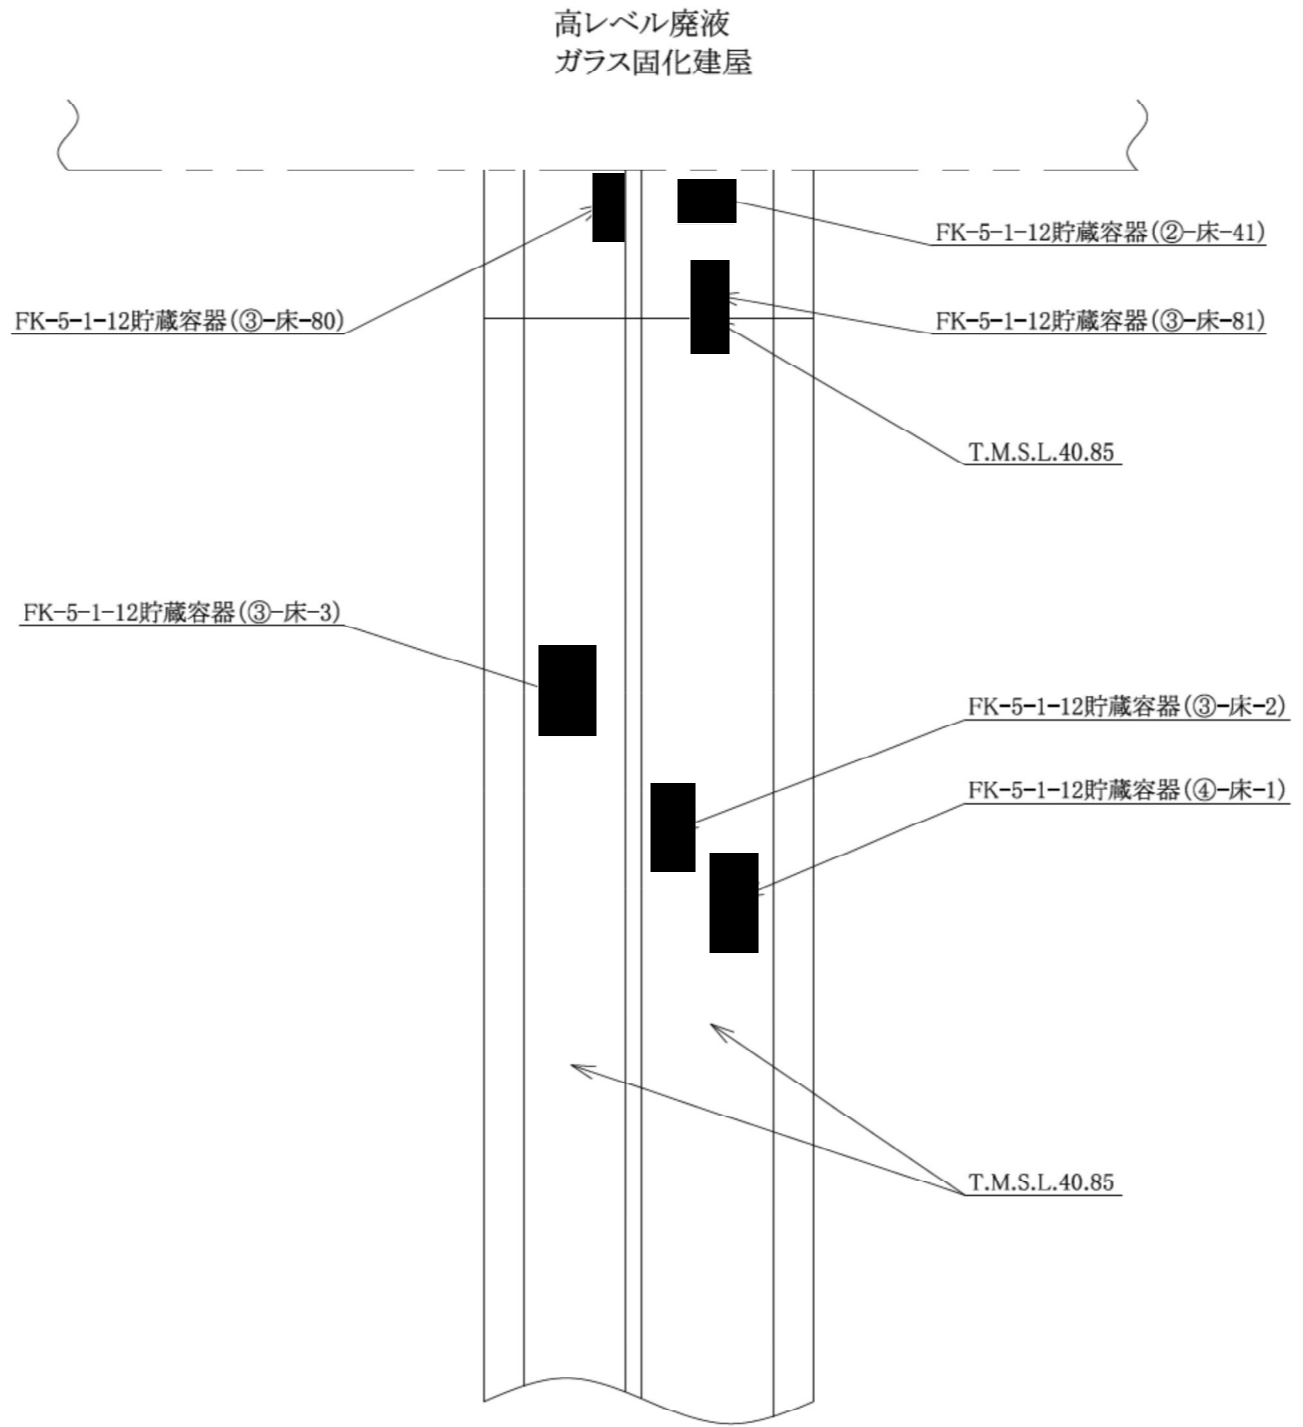 高レベル廃液
ガラス固化建屋
FK-5-1-12貯蔵容器(②-床-41)
FK-5-1-12貯蔵容器(③-床-80)
FK-5-1-12貯蔵容器(③-床-81)
T.M.S.L.40.85
FK-5-1-12貯蔵容器(③-床-3)
FK-5-1-12貯蔵容器(③-床-2)
FK-5-1-12貯蔵容器(④-床-1)
T.M.S.L.40.85